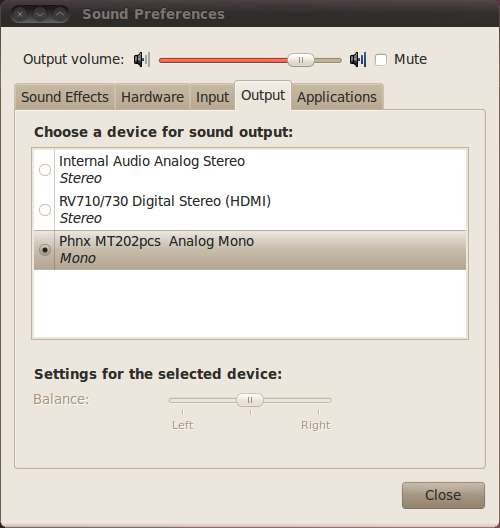 Sound Preferences
Output volume: Mute
Sound Effects Hardware Input Output Applications
Choose a device for sound output:
Internal Audio Analog Stereo
Stereo
RV710/730 Digital Stereo (HDMI)
Stereo
Phnx MT202pcs  Analog Mono
Mono
Settings for the selected device:
Balance:
Left Right
Close